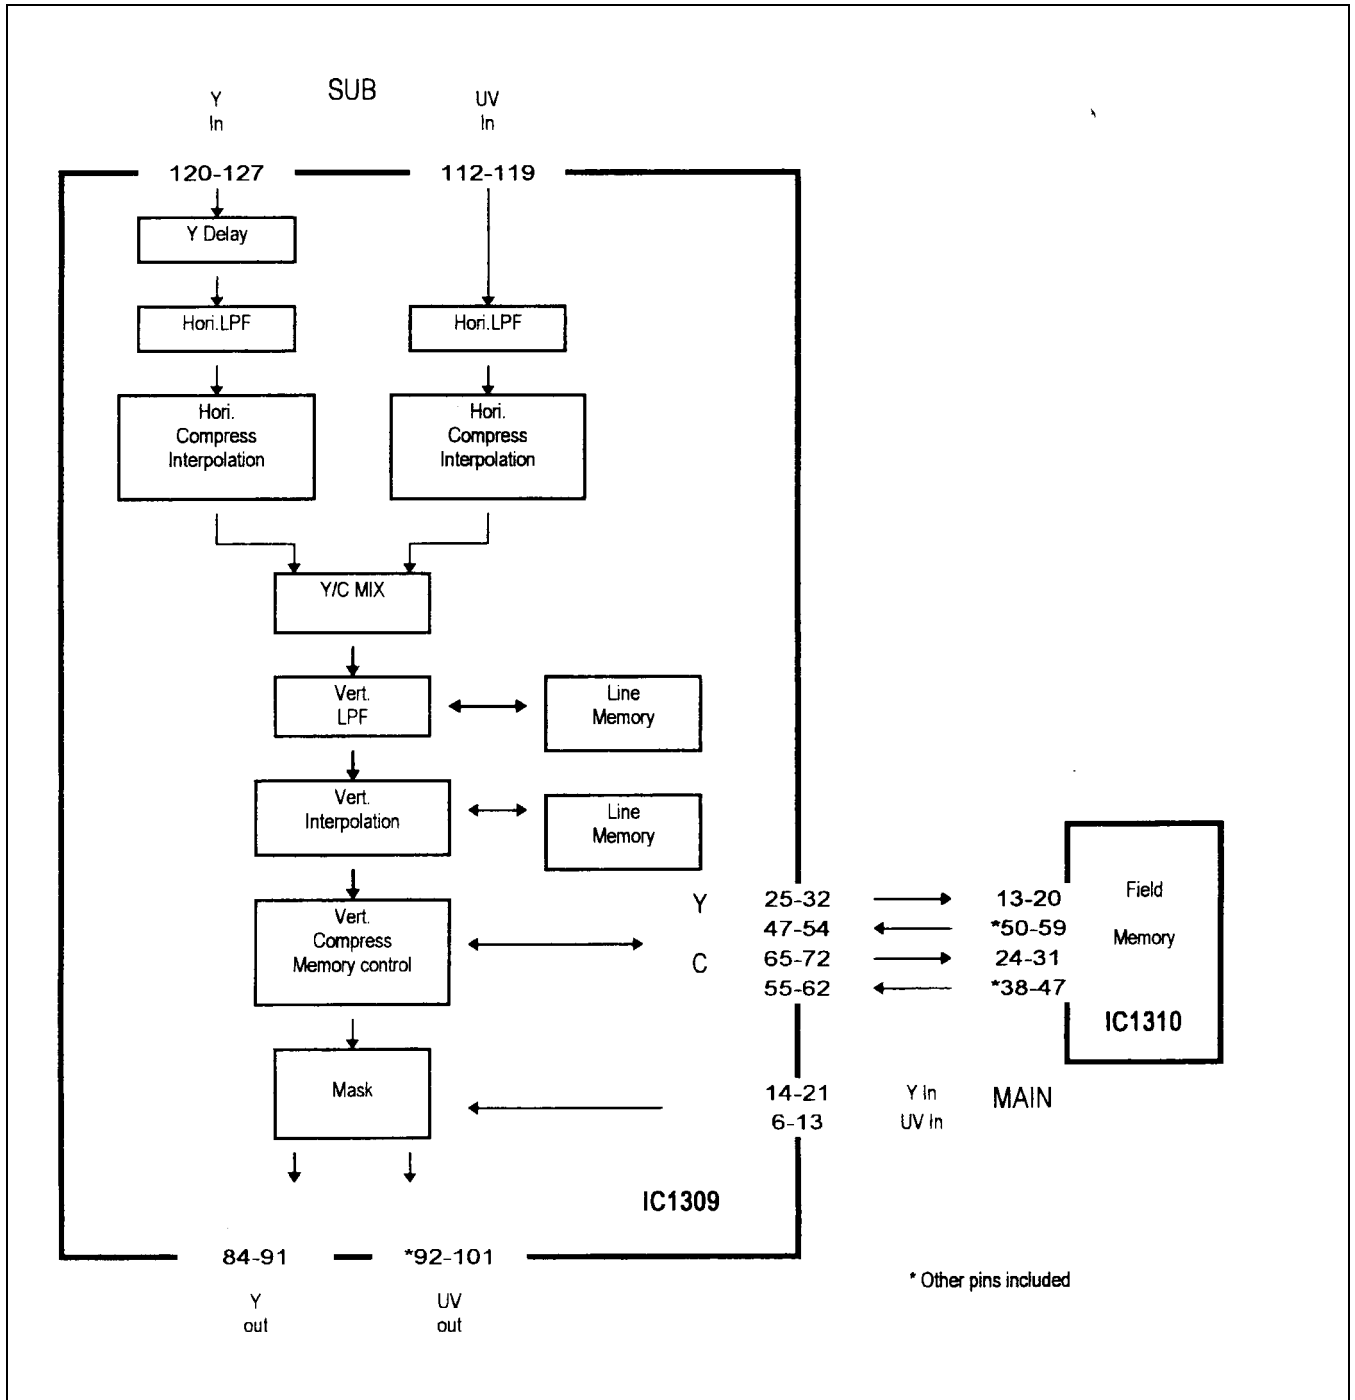 SUB
Y
In
UV
In
120-127
112-119
Y Delay
Hori.LPF
Hori.LPF
Hori.
Compress
Interpolation
Hori.
Compress
Interpolation
Y/C MIX
Vert.
LPF
Line
Memory
Vert.
Interpolation
Line
Memory
Vert.
Compress
Memory control
Y
C
25-32
47-54
65-72
55-62
13-20
*50-59
24-31
*38-47
Field
Memory
IC1310
Mask
14-21
6-13
Y In
UV In
MAIN
IC1309
84-91
*92-101
Y
out
UV
out
* Other pins included